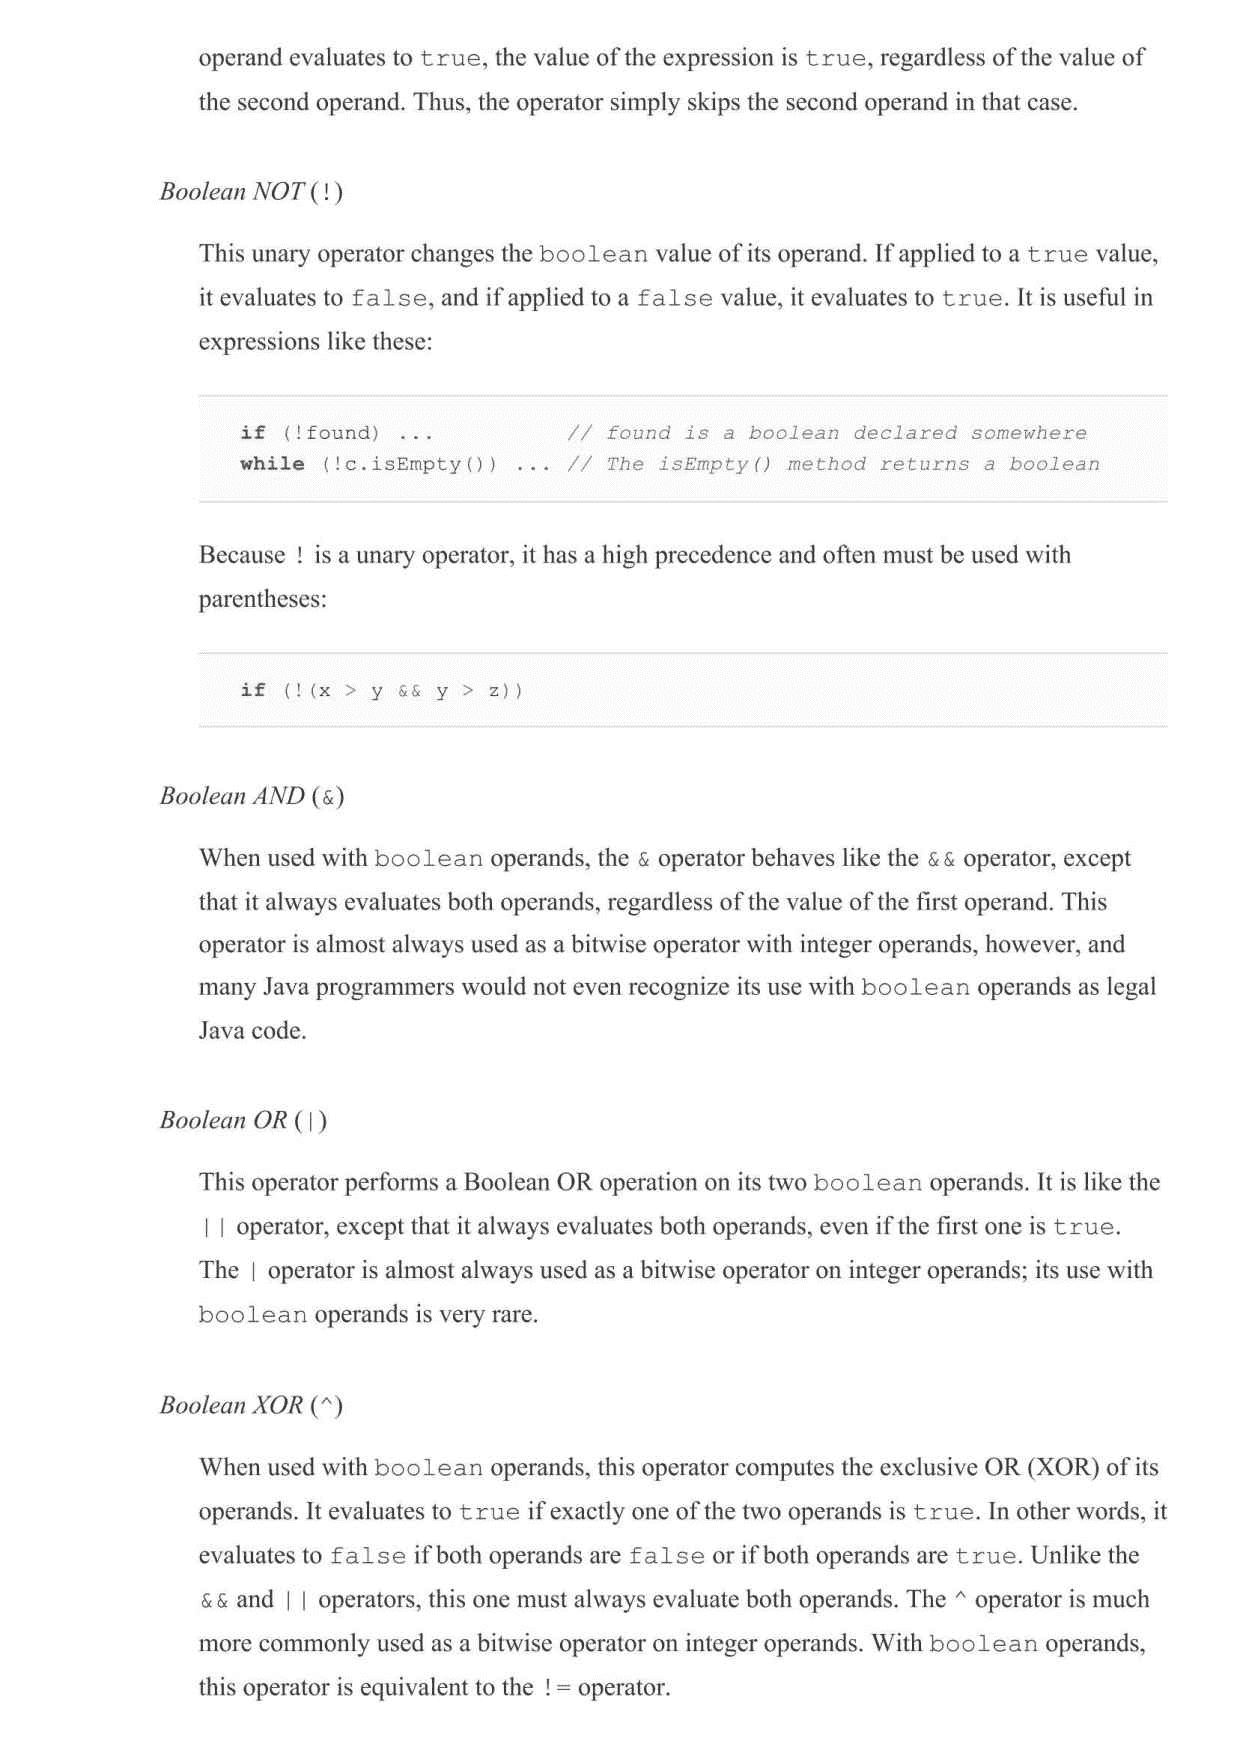 operand evaluates to true, the value of the expression is true, regardless of the value of
the second operand. Thus, the operator simply skips the second operand in that case.
Boolean NOT (!)
This unary operator changes the boolean value of its operand. If applied to a true value,
it evaluates to false, and if applied to a false value, it evaluates to true. It is useful in
expressions like these:
if (!found) ...          // found is a boolean declared somewhere
while (!c.isEmpty()) ... // The isEmpty() method returns a boolean
Because ! is a unary operator, it has a high precedence and often must be used with
parentheses:
if (!(x > y && y > z))
Boolean AND (&)
When used with boolean operands, the & operator behaves like the && operator, except
that it always evaluates both operands, regardless of the value of the first operand. This
operator is almost always used as a bitwise operator with integer operands, however, and
many Java programmers would not even recognize its use with boolean operands as legal
Java code.
Boolean OR (|)
This operator performs a Boolean OR operation on its two boolean operands. It is like the
|| operator, except that it always evaluates both operands, even if the first one is true.
The | operator is almost always used as a bitwise operator on integer operands; its use with
boolean operands is very rare.
Boolean XOR (^)
When used with boolean operands, this operator computes the exclusive OR (XOR) of its
operands. It evaluates to true if exactly one of the two operands is true. In other words, it
evaluates to false if both operands are false or if both operands are true. Unlike the
&& and || operators, this one must always evaluate both operands. The ^ operator is much
more commonly used as a bitwise operator on integer operands. With boolean operands,
this operator is equivalent to the != operator.